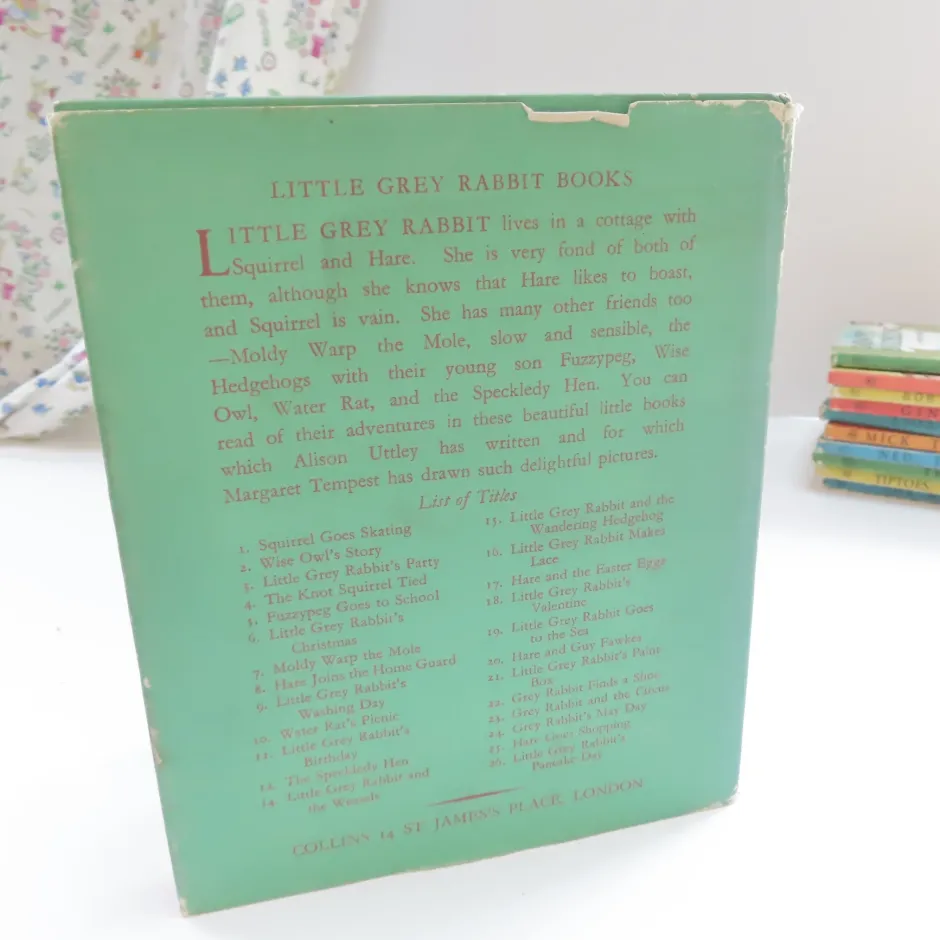 LITTLE GREY RABBIT BOOKS
LITTLE GREY RABBIT lives in a cottage with
Squirrel and Hare. She is very fond of both of
them, although she knows that Hare likes to boast,
and Squirrel is vain. She has many other friends too
—Moldy Warp the Mole, slow and sensible, the
Hedgehogs with their young son Fuzzypeg, Wise
Owl, Water Rat, and the Speckledy Hen. You can
read of their adventures in these beautiful little books
which Alison Uttley has written and for which
Margaret Tempest has drawn such delightful pictures.
List of Titles
1. Squirrel Goes Skating
2. Wise Owl's Story
3. Little Grey Rabbit's Party
4. The Knot Squirrel Tied
5. Fuzzypeg Goes to School
6. Little Grey Rabbit's
Christmas
7. Moldy Warp the Mole
8. Hare Joins the Home Guard
9. Little Grey Rabbit's
Washing Day
10. Water Rat's Picnic
Little Grey Rabbit's
Birthday
The Speckledy Hen
14. Little Grey Rabbit and
the Weasels
15. Little Grey Rabbit and the
Wandering Hedgehog
16. Little Grey Rabbit Makes
Lace
17. Hare and the Easter Eggs
18. Little Grey Rabbit's
Valentine
19. Little Grey Rabbit Goes
to the Sea
20. Hare and Guy Fawkes
21. Little Grey Rabbit's Paint
Box
22. Grey Rabbit Finds a Shoe
23. Grey Rabbit and the Circus
24. Grey Rabbit's May Day
25. Hare Goes Shopping
26. Little Grey Rabbit's
Pancake Day
COLLINS 14 ST. JAMES'S PLACE, LONDON
GIN
MICK
NED
TIPTOES